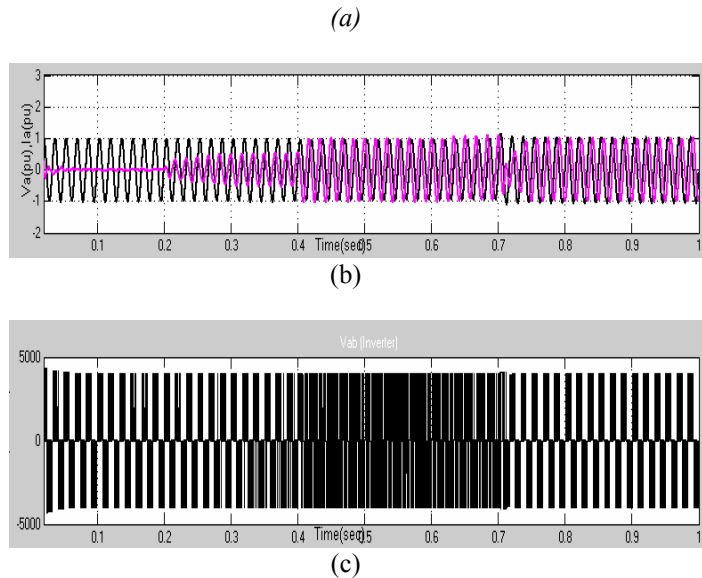 (a)
Va(pu),Ia(pu)
3
2
1
0
-1
-2
0.1 0.2 0.3 0.4 Time(sec) 0.5 0.6 0.7 0.8 0.9 1
(b)
Vab (Inverter)
5000
0
-5000
0.1 0.2 0.3 0.4 Time(sec) 0.5 0.6 0.7 0.8 0.9 1
(c)